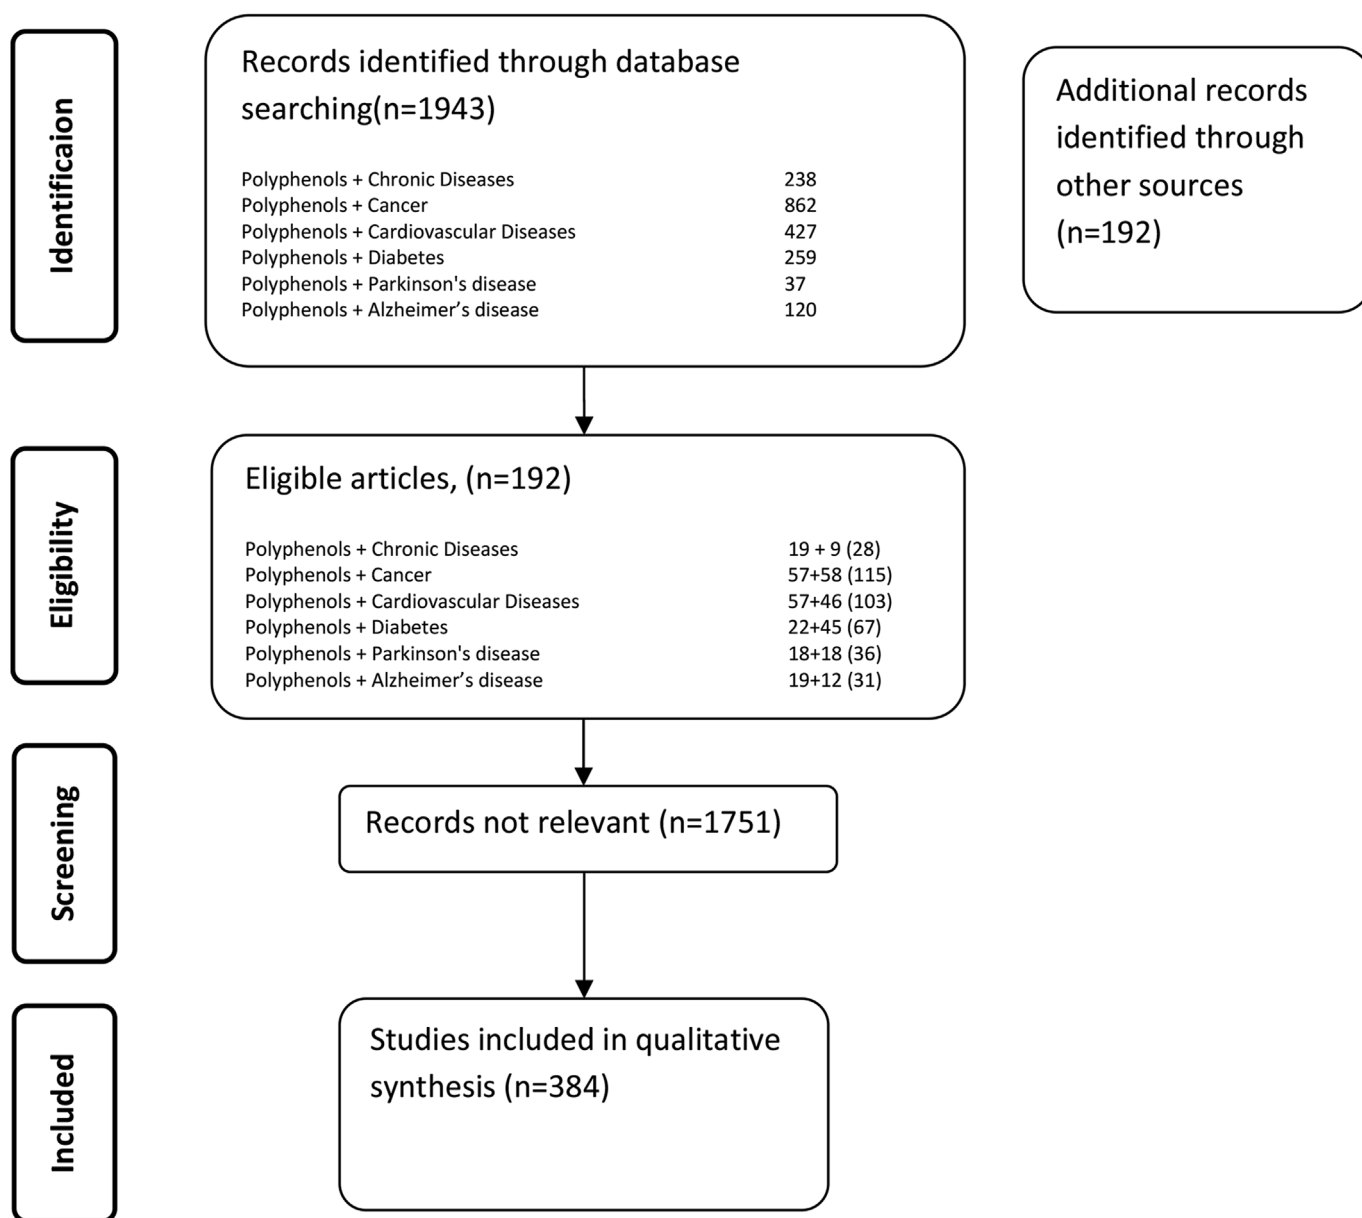 Identificaion
Records identified through database
searching(n=1943)
Polyphenols + Chronic Diseases 238
Polyphenols + Cancer 862
Polyphenols + Cardiovascular Diseases 427
Polyphenols + Diabetes 259
Polyphenols + Parkinson's disease 37
Polyphenols + Alzheimer’s disease 120
Additional records
identified through
other sources
(n=192)
Eligibility
Eligible articles, (n=192)
Polyphenols + Chronic Diseases 19 + 9 (28)
Polyphenols + Cancer 57+58 (115)
Polyphenols + Cardiovascular Diseases 57+46 (103)
Polyphenols + Diabetes 22+45 (67)
Polyphenols + Parkinson's disease 18+18 (36)
Polyphenols + Alzheimer’s disease 19+12 (31)
Screening
Records not relevant (n=1751)
Included
Studies included in qualitative
synthesis (n=384)